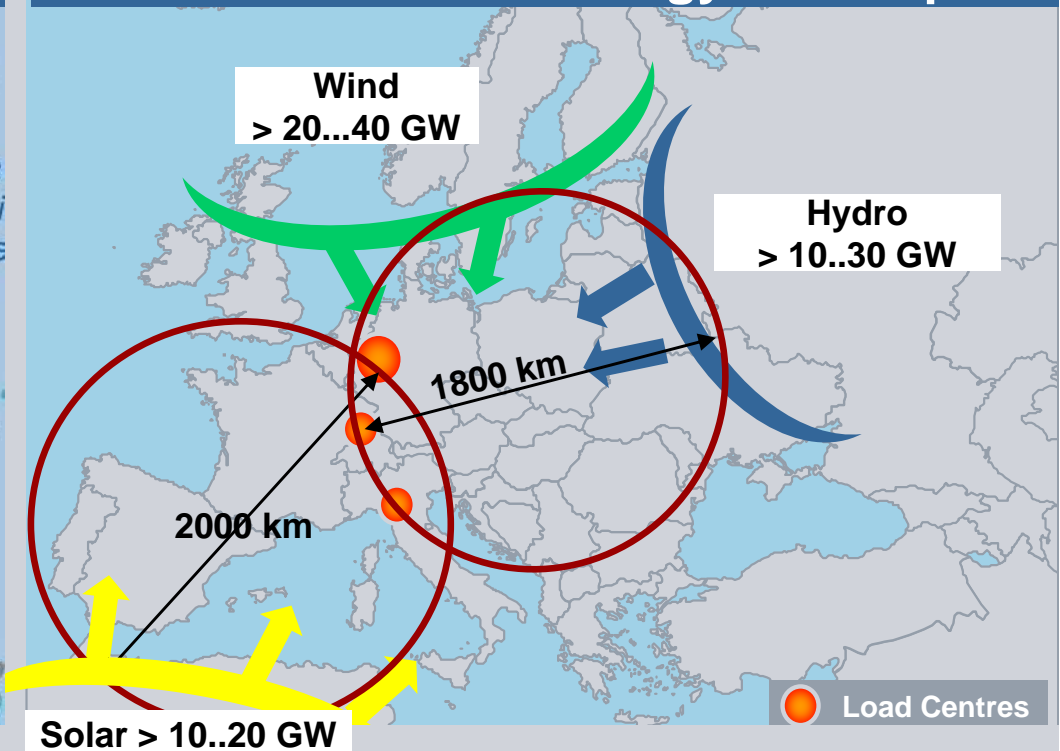 Wind
> 20...40 GW
Hydro
> 10..30 GW
1800 km
2000 km
Load Centres
Solar > 10..20 GW